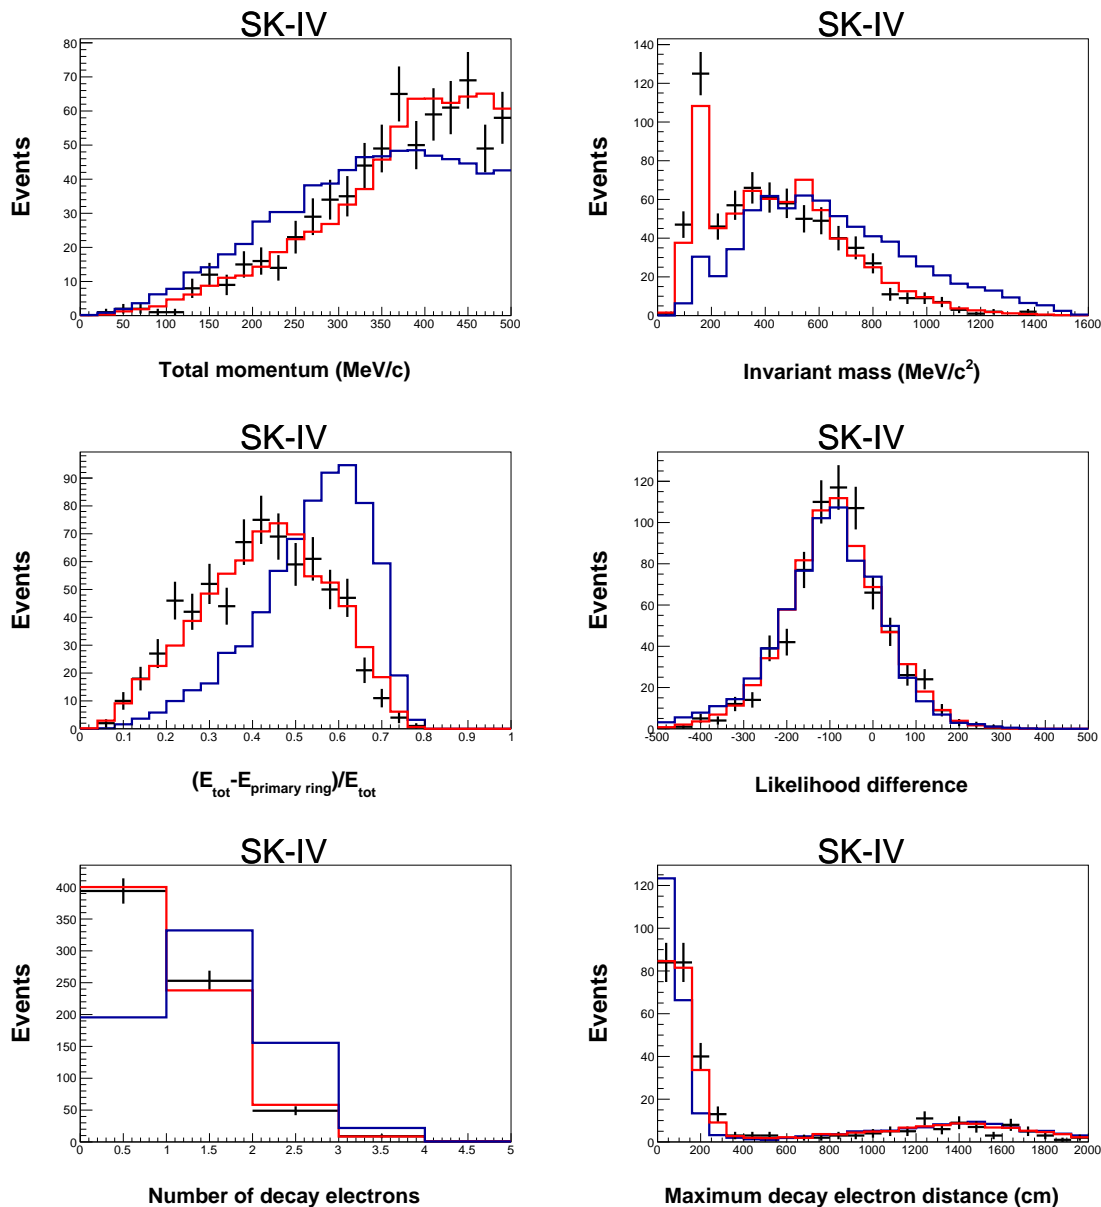 SK-IV
80
70
60
50
40
30
20
10
0
Events
0 50 100 150 200 250 300 350 400 450 500
Total momentum (MeV/c)
SK-IV
140
120
100
80
60
40
20
0
Events
0 200 400 600 800 1000 1200 1400 1600
Invariant mass (MeV/c²)
SK-IV
90
80
70
60
50
40
30
20
10
0
Events
0 0.1 0.2 0.3 0.4 0.5 0.6 0.7 0.8 0.9 1
(E_tot-E_primary ring)/E_tot
SK-IV
120
100
80
60
40
20
0
Events
-500 -400 -300 -200 -100 0 100 200 300 400 500
Likelihood difference
SK-IV
400
350
300
250
200
150
100
50
0
Events
0 0.5 1 1.5 2 2.5 3 3.5 4 4.5 5
Number of decay electrons
SK-IV
120
100
80
60
40
20
0
Events
0 200 400 600 800 1000 1200 1400 1600 1800 2000
Maximum decay electron distance (cm)